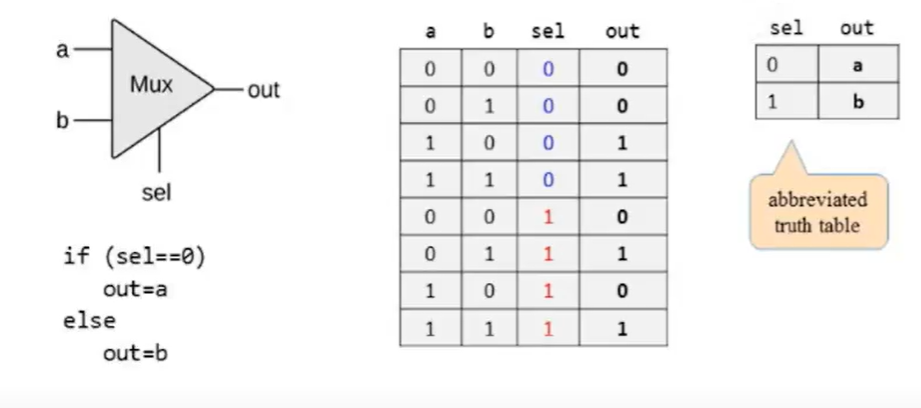 a
b
Mux
out
sel
if (sel==0)
out=a
else
out=b
a b sel out
0 0 0 0
0 1 0 0
1 0 0 1
1 1 0 1
0 0 1 0
0 1 1 1
1 0 1 0
1 1 1 1
sel out
0 a
1 b
abbreviated
truth table